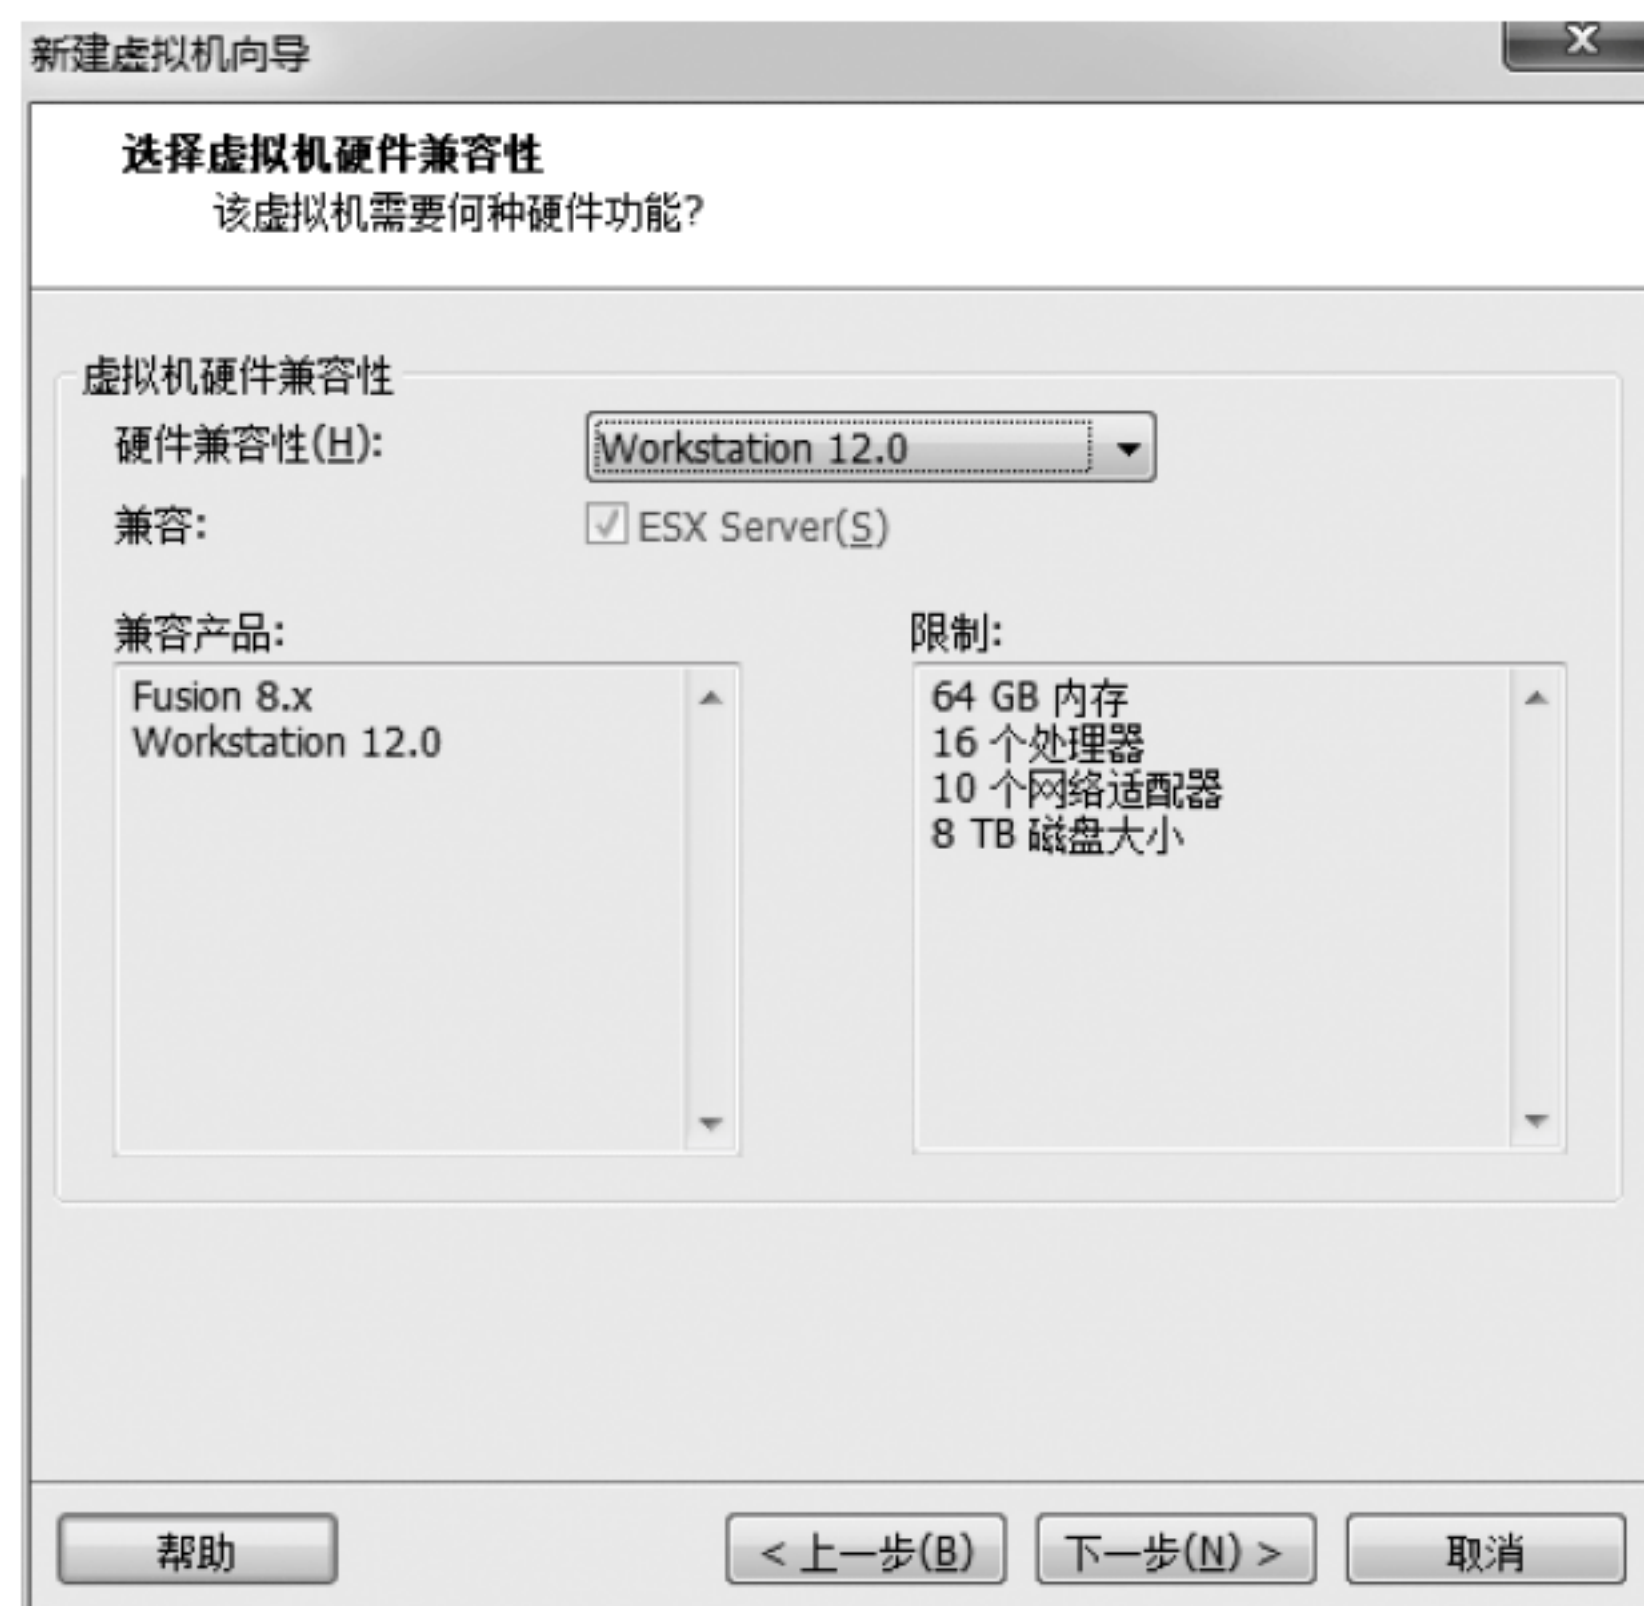 新建虚拟机向导
选择虚拟机硬件兼容性
该虚拟机需要何种硬件功能?
虚拟机硬件兼容性
硬件兼容性(H):
Workstation 12.0
兼容:
ESX Server(S)
兼容产品:
Fusion 8.x
Workstation 12.0
限制:
64 GB 内存
16 个处理器
10 个网络适配器
8 TB 磁盘大小
帮助
< 上一步(B)
下一步(N) >
取消